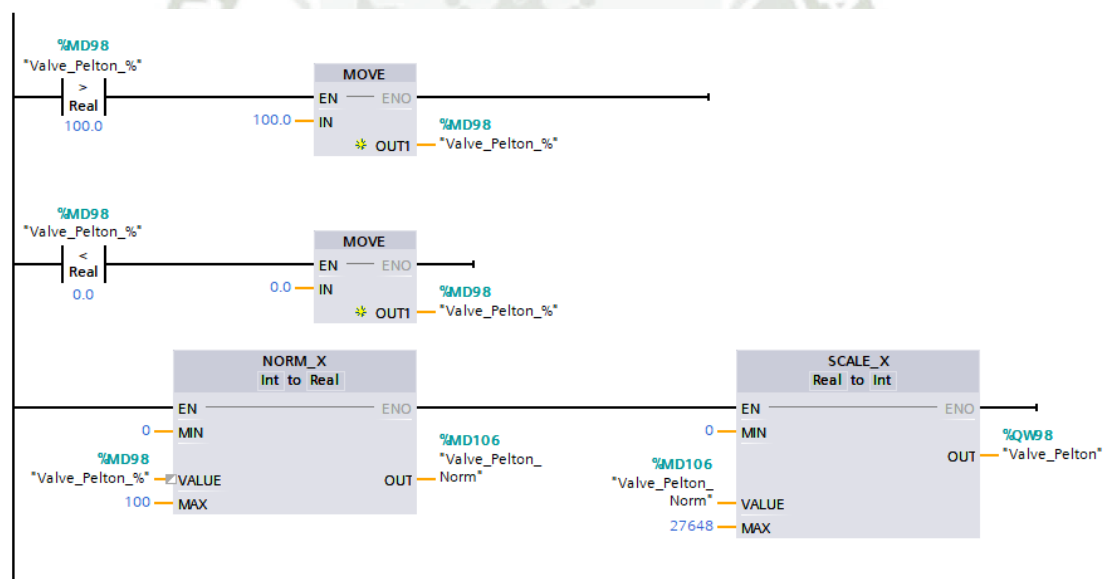 %MD98
"Valve_Pelton_%"
>
Real
100.0
MOVE
EN ENO
100.0 IN
OUT1
%MD98
"Valve_Pelton_%"
%MD98
"Valve_Pelton_%"
<
Real
0.0
MOVE
EN ENO
0.0 IN
OUT1
%MD98
"Valve_Pelton_%"
NORM_X
Int to Real
EN ENO
0 MIN
%MD98
"Valve_Pelton_%" VALUE
100 MAX
OUT
%MD106
"Valve_Pelton_
Norm"
SCALE_X
Real to Int
EN ENO
0 MIN
%MD106
"Valve_Pelton_
Norm" VALUE
27648 MAX
OUT
%QW98
"Valve_Pelton"